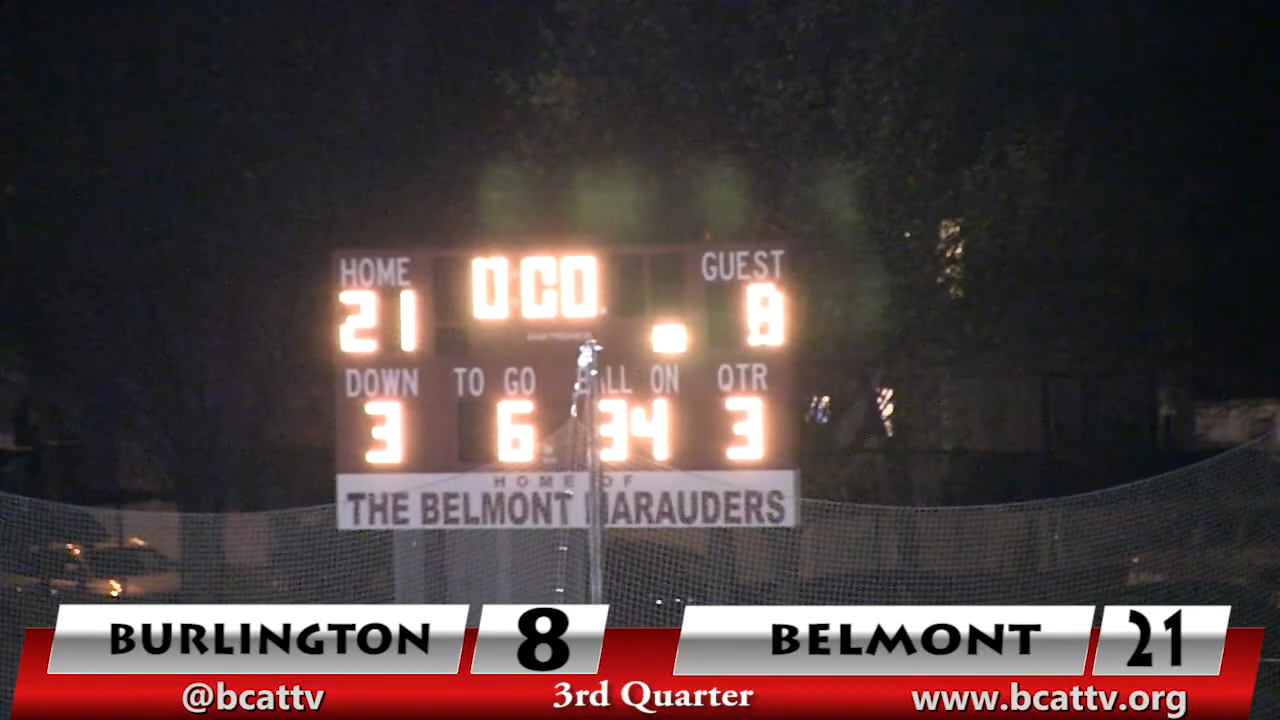 HOME 0:00 GUEST
21 8
DOWN TO GO BALL ON QTR
3 6 34 3
HOME OF
THE BELMONT MARAUDERS
BURLINGTON 8 BELMONT 21
@bcattv 3rd Quarter www.bcattv.org